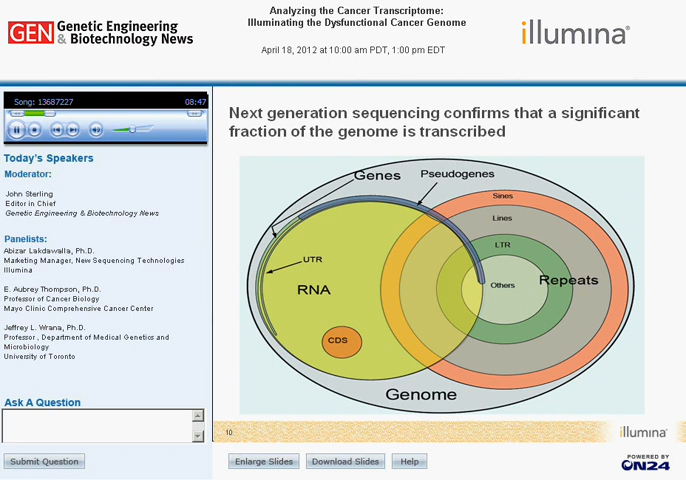 GEN Genetic Engineering
& Biotechnology News
Analyzing the Cancer Transcriptome:
Illuminating the Dysfunctional Cancer Genome
April 18, 2012 at 10:00 am PDT, 1:00 pm EDT
illumina®
Song: 13687227 08:47
Today's Speakers
Moderator:
John Sterling
Editor in Chief
Genetic Engineering & Biotechnology News
Panelists:
Abizar Lakdawalla, Ph.D.
Marketing Manager, New Sequencing Technologies
Illumina
E. Aubrey Thompson, Ph.D.
Professor of Cancer Biology
Mayo Clinic Comprehensive Cancer Center
Jeffrey L. Wrana, Ph.D.
Professor , Department of Medical Genetics and
Microbiology
University of Toronto
Ask A Question
Submit Question
Next generation sequencing confirms that a significant
fraction of the genome is transcribed
Genes
Pseudogenes
Sines
Lines
LTR
UTR
RNA
Others
Repeats
CDS
Genome
10
illumina®
Enlarge Slides
Download Slides
Help
POWERED BY
ON24